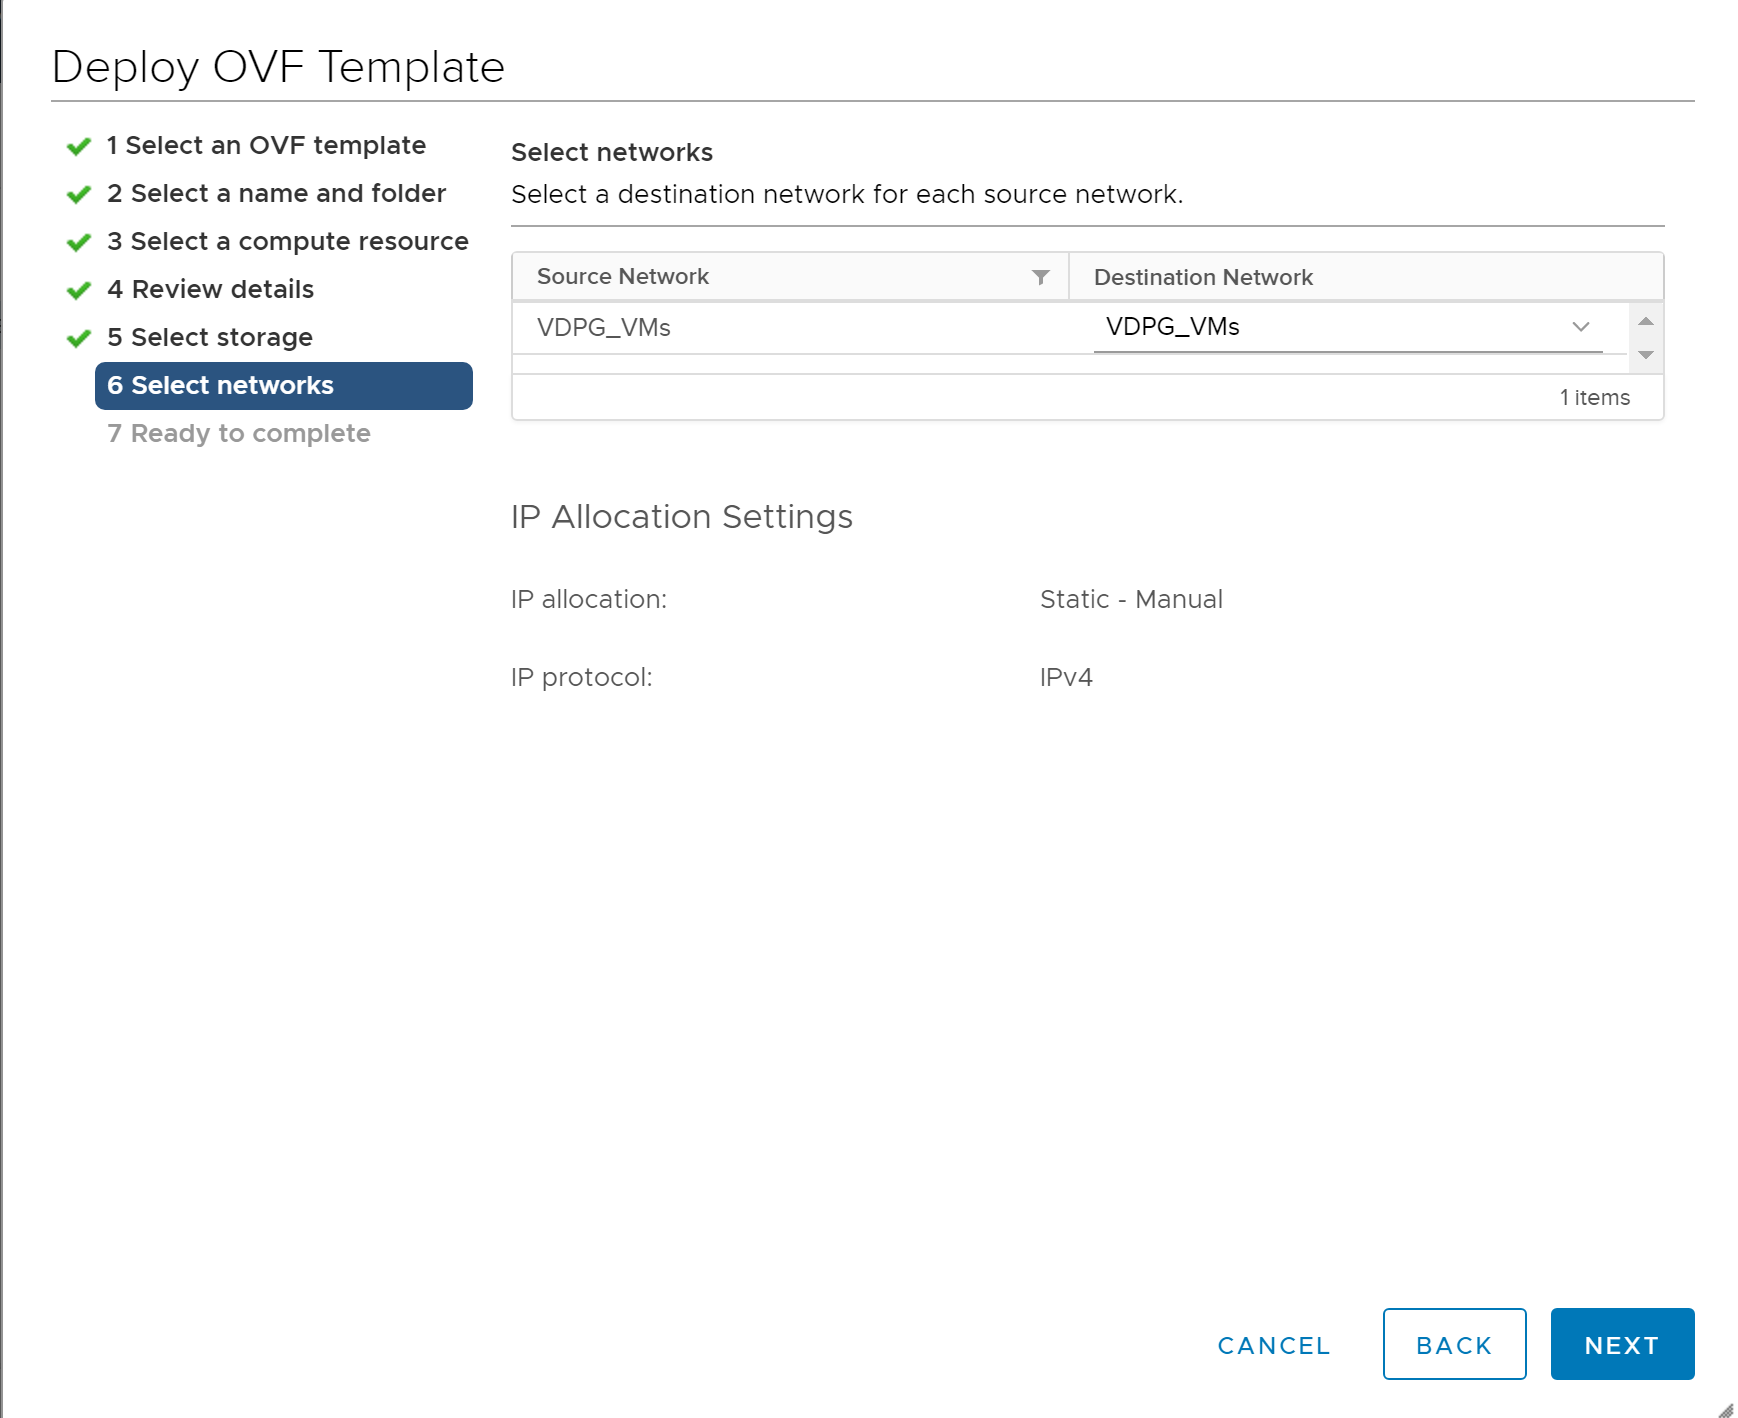 Deploy OVF Template
1 Select an OVF template
2 Select a name and folder
3 Select a compute resource
4 Review details
5 Select storage
6 Select networks
7 Ready to complete
Select networks
Select a destination network for each source network.
Source Network Destination Network
VDPG_VMs VDPG_VMs
1 items
IP Allocation Settings
IP allocation: Static - Manual
IP protocol: IPv4
CANCEL BACK NEXT